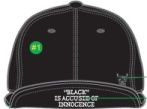 #1
"BLACK"
IS ACCUSED OF
INNOCENCE